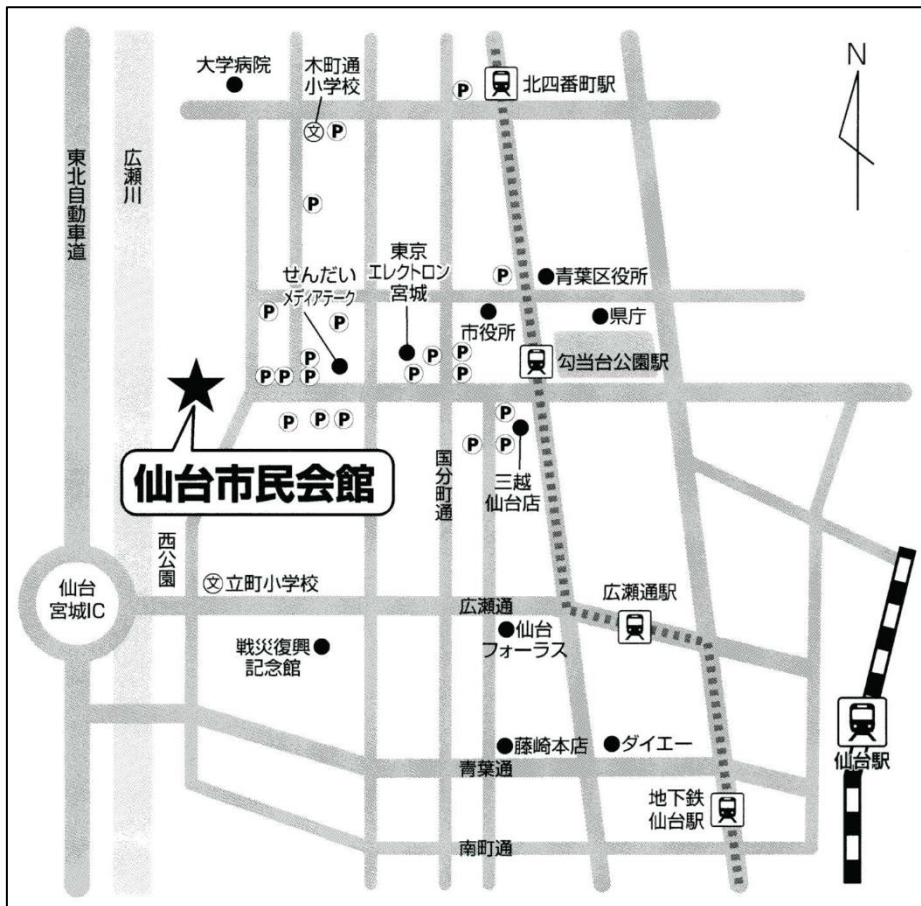 大学病院
木町通
小学校
文
P
P
北四番町駅
N
東北自動車道
広瀬川
P
せんだい
メディアテーク
東京
エレクトロン
宮城
P
青葉区役所
P
P
市役所
県庁
P
P
P
P
P
P
P
P
P
勾当台公園駅
P
P
P
P
P
P
三越
仙台店
仙台市民会館
国分町通
西公園
仙台
宮城IC
文
立町小学校
広瀬通
広瀬通駅
戦災復興
記念館
仙台
フォーラス
藤崎本店
ダイエー
青葉通
仙台駅
地下鉄
仙台駅
南町通